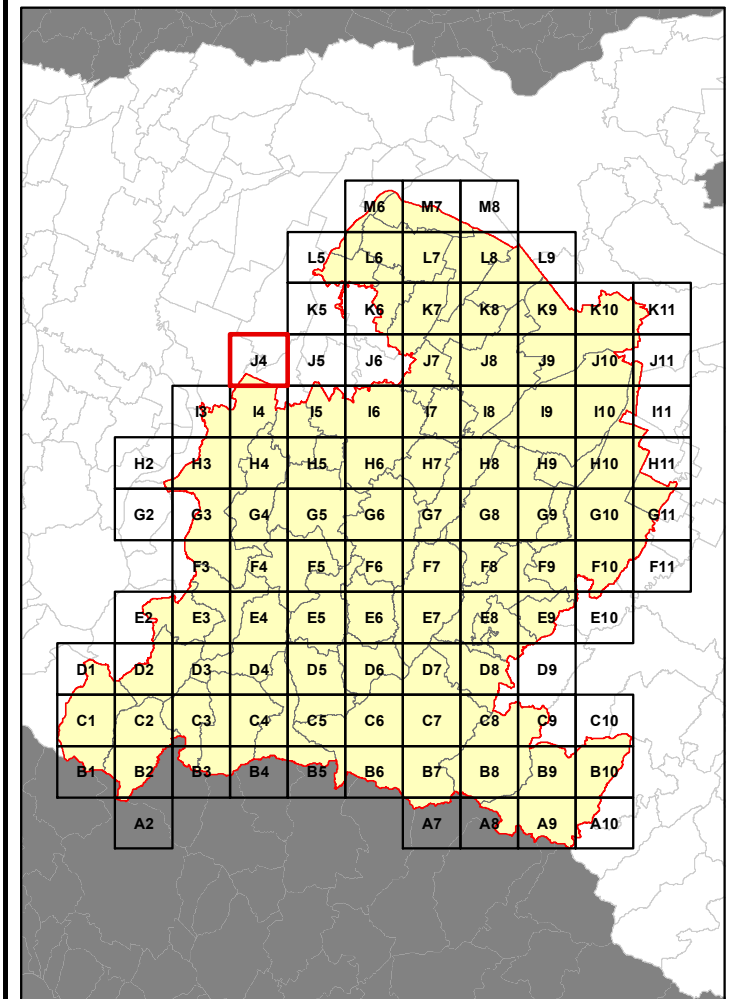 M6 M7 M8
L5 L6 L7 L8 L9
K5 K6 K7 K8 K9 K10 K11
J4 J5 J6 J7 J8 J9 J10 J11
I3 I4 I5 I6 I7 I8 I9 I10 I11
H2 H3 H4 H5 H6 H7 H8 H9 H10 H11
G2 G3 G4 G5 G6 G7 G8 G9 G10 G11
F3 F4 F5 F6 F7 F8 F9 F10 F11
E2 E3 E4 E5 E6 E7 E8 E9 E10
D1 D2 D3 D4 D5 D6 D7 D8 D9
C1 C2 C3 C4 C5 C6 C7 C8 C9 C10
B1 B2 B3 B4 B5 B6 B7 B8 B9 B10
A2 A7 A8 A9 A10